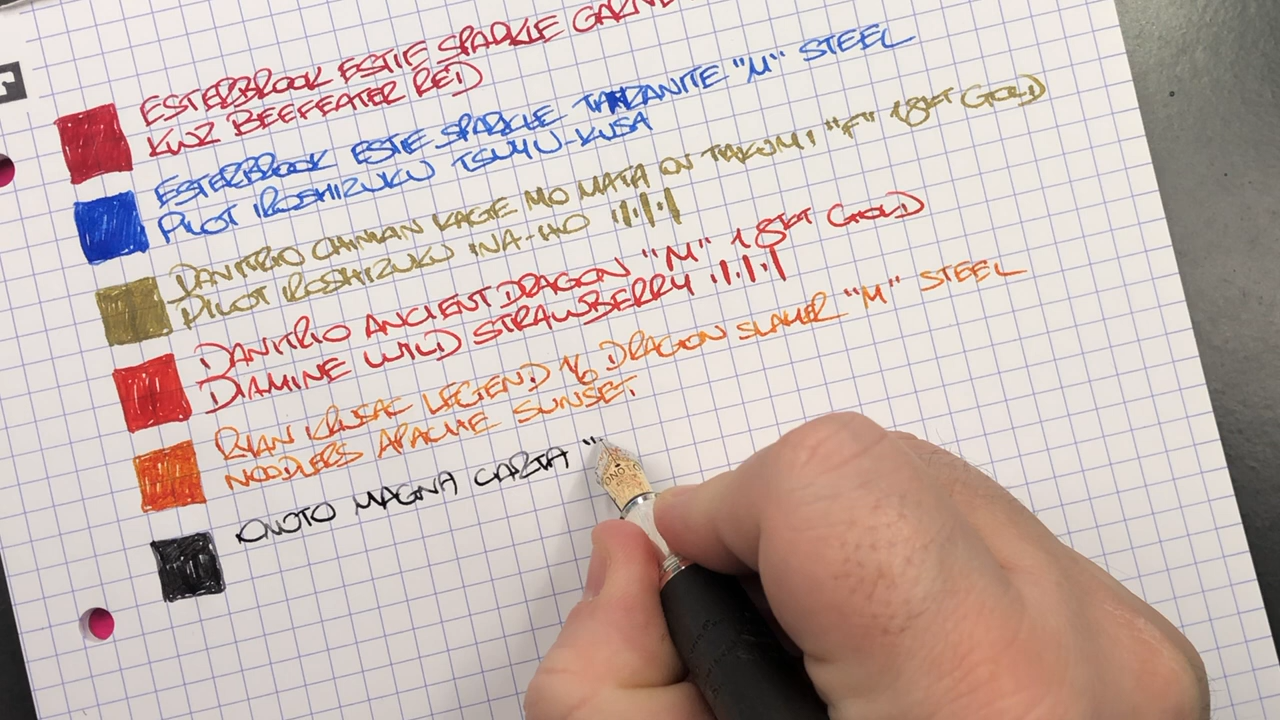 ESTERBROOK ESTIE SPARKLE GARN
KWZ BEEFEATER RED
ESTERBROOK ESTIE SPARKLE TANZANITE "M" STEEL
PILOT IROSHIZUKU TSUYU-KUSA
DANITRIO CHINKIN KAGE MO MATA ON TAKUMI "F" 18KT GOLD
PILOT IROSHIZUKU INA-HO
DANITRIO ANCIENT DRAGON "M" 18KT GOLD
DIAMINE WILD STRAWBERRY
RYAN KRUSAC LEGEND 16 DRAGON SLAYER "M" STEEL
NOODLERS APACHE SUNSET
ONOTO MAGNA CARTA "
ONOTO